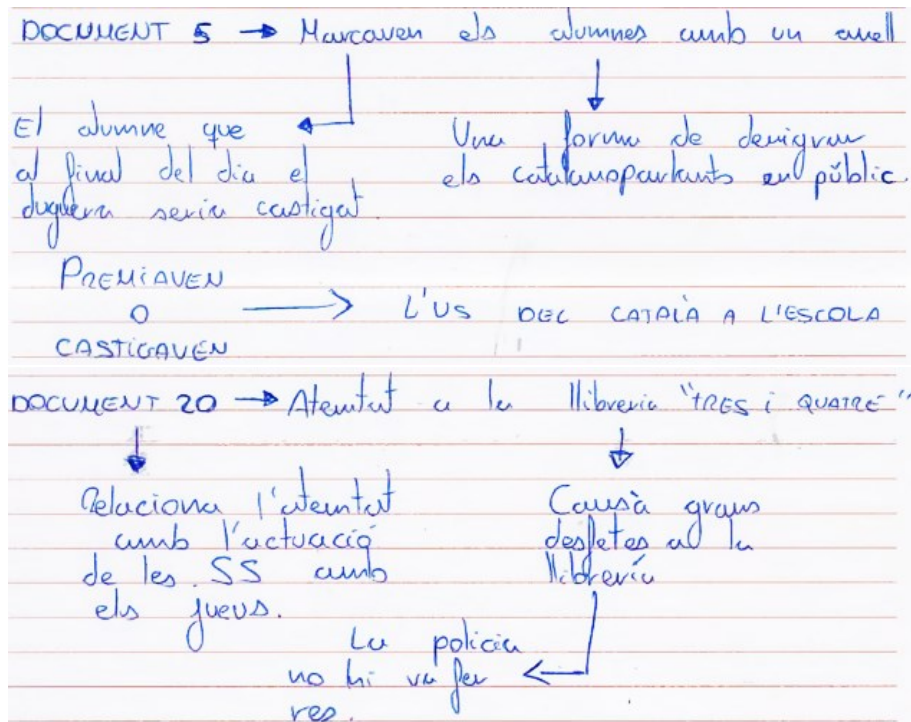 DOCUMENT 5 → Marcaven els alumnes amb un anell
El alumne que
al final del dia el
duguera seria castigat.
Una forma de denigrar
els catalanoparlants en públic.
PREMIAVEN
O
CASTIGAVEN
→ L'US DEL CATALÀ A L'ESCOLA
DOCUMENT 20 → Atemtat a la llibreria "TRES i QUATRE"
Relaciona l'atemtat
amb l'actuació
de les SS amb
els jueus.
Causà grans
desfetes a la
llibreria
La policia
no hi va fer
res.